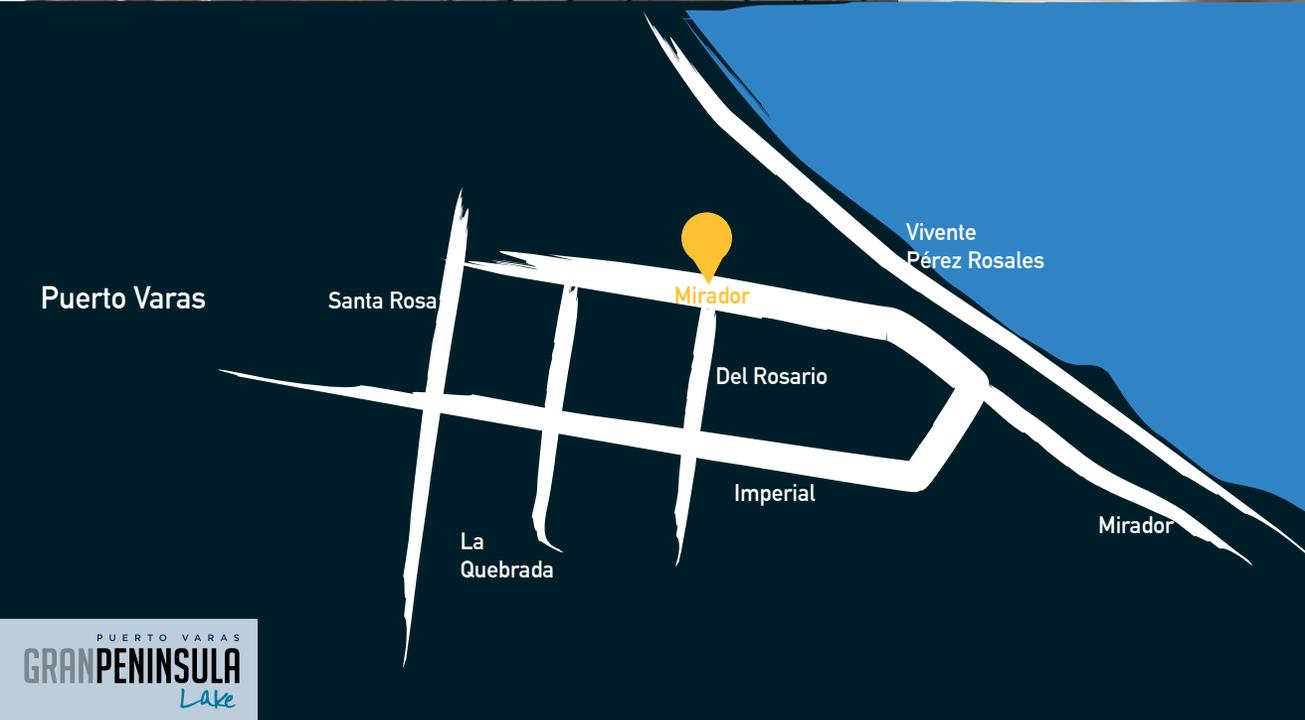 Vivente
Pérez Rosales
Puerto Varas
Santa Rosa
Mirador
Del Rosario
Imperial
Mirador
La
Quebrada
PUERTO VARAS
GRANPENINSULA
Lake